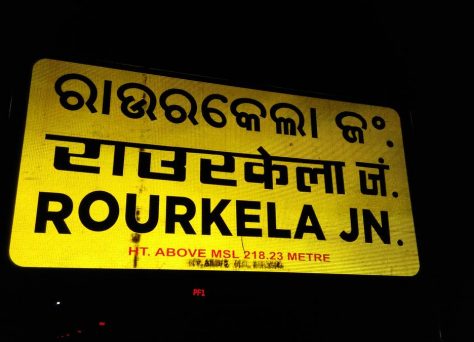 ରାଉରକେଲା ଜଂ.
राउरकेला जं.
ROURKELA JN.
HT. ABOVE MSL 218.23 METRE
PF1